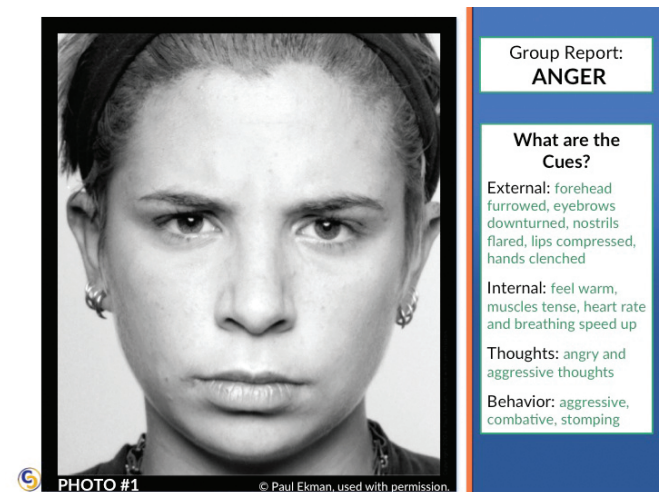 Group Report:
ANGER
What are the
Cues?
External: forehead
furrowed, eyebrows
downturned, nostrils
flared, lips compressed,
hands clenched
Internal: feel warm,
muscles tense, heart rate
and breathing speed up
Thoughts: angry and
aggressive thoughts
Behavior: aggressive,
combative, stomping
PHOTO #1
© Paul Ekman, used with permission.